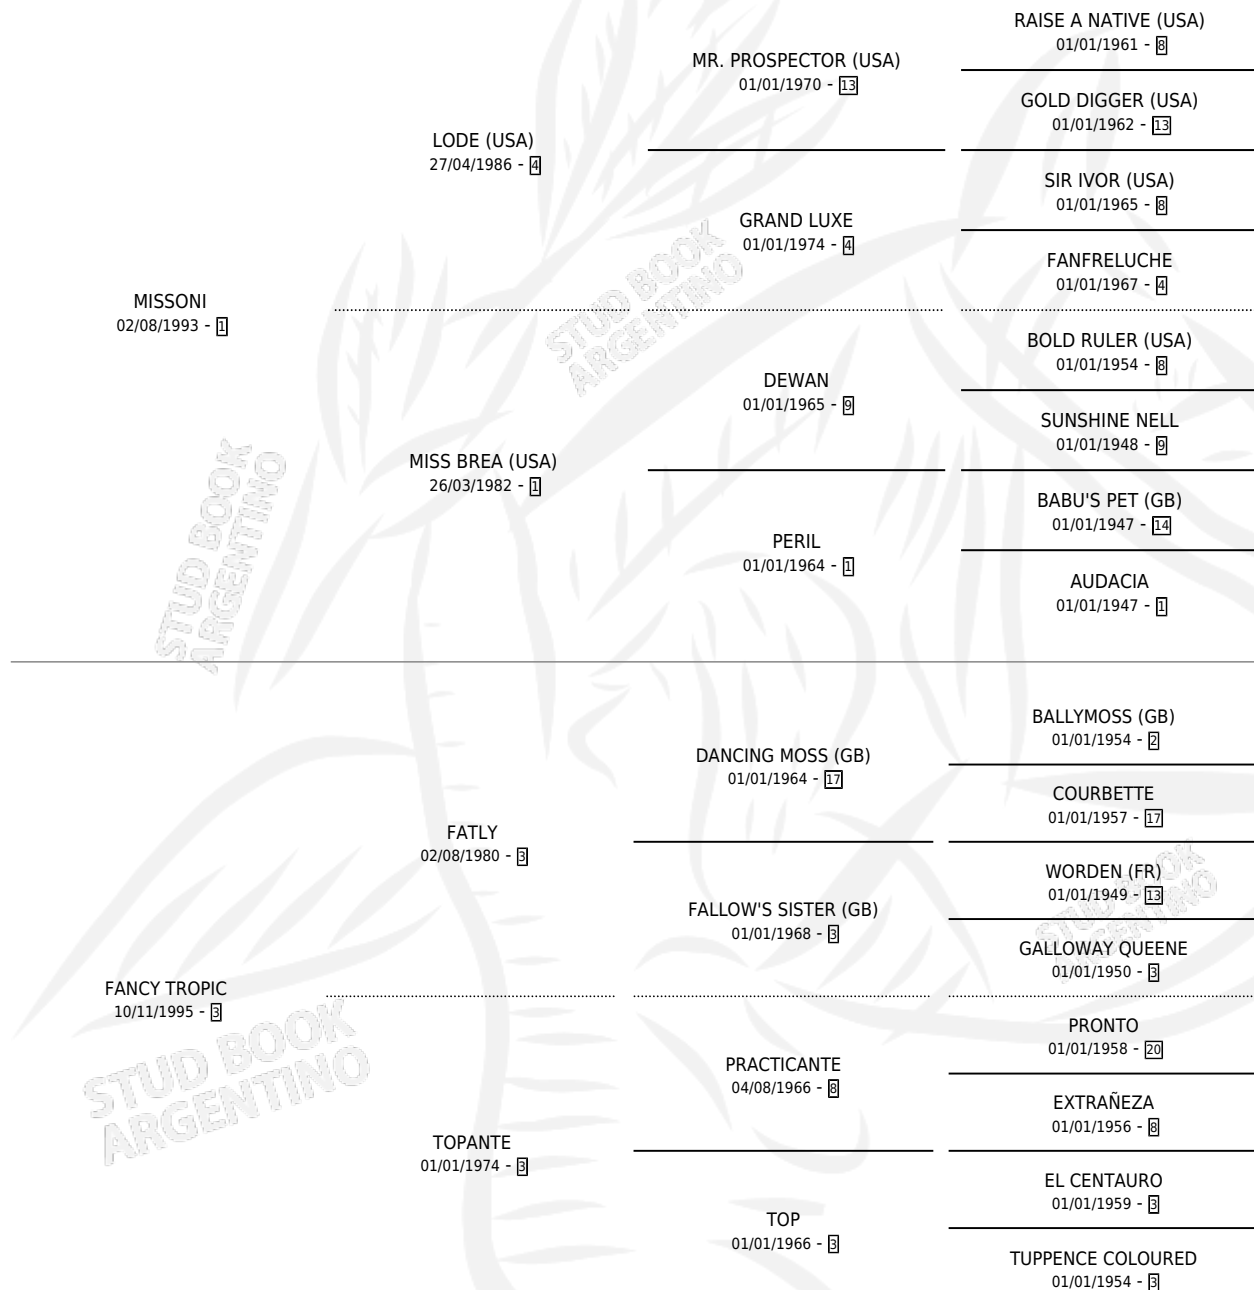 RAISE A NATIVE (USA)
01/01/1961 - 8
MR. PROSPECTOR (USA)
01/01/1970 - 13
GOLD DIGGER (USA)
01/01/1962 - 13
LODE (USA)
27/04/1986 - 4
SIR IVOR (USA)
01/01/1965 - 8
GRAND LUXE
01/01/1974 - 4
FANFRELUCHE
01/01/1967 - 4
MISSONI
02/08/1993 - 1
BOLD RULER (USA)
01/01/1954 - 8
DEWAN
01/01/1965 - 9
SUNSHINE NELL
01/01/1948 - 9
MISS BREA (USA)
26/03/1982 - 1
BABU'S PET (GB)
01/01/1947 - 14
PERIL
01/01/1964 - 1
AUDACIA
01/01/1947 - 1
BALLYMOSS (GB)
01/01/1954 - 2
DANCING MOSS (GB)
01/01/1964 - 17
COURBETTE
01/01/1957 - 17
FATLY
02/08/1980 - 3
WORDEN (FR)
01/01/1949 - 13
FALLOW'S SISTER (GB)
01/01/1968 - 3
GALLOWAY QUEENE
01/01/1950 - 3
FANCY TROPIC
10/11/1995 - 3
PRONTO
01/01/1958 - 20
PRACTICANTE
04/08/1966 - 8
EXTRAÑEZA
01/01/1956 - 8
TOPANTE
01/01/1974 - 3
EL CENTAURO
01/01/1959 - 3
TOP
01/01/1966 - 3
TUPPENCE COLOURED
01/01/1954 - 3
STUD BOOK
ARGENTINO
STUD BOOK
ARGENTINO
STUD BOOK
ARGENTINO
STUD BOOK
ARGENTINO